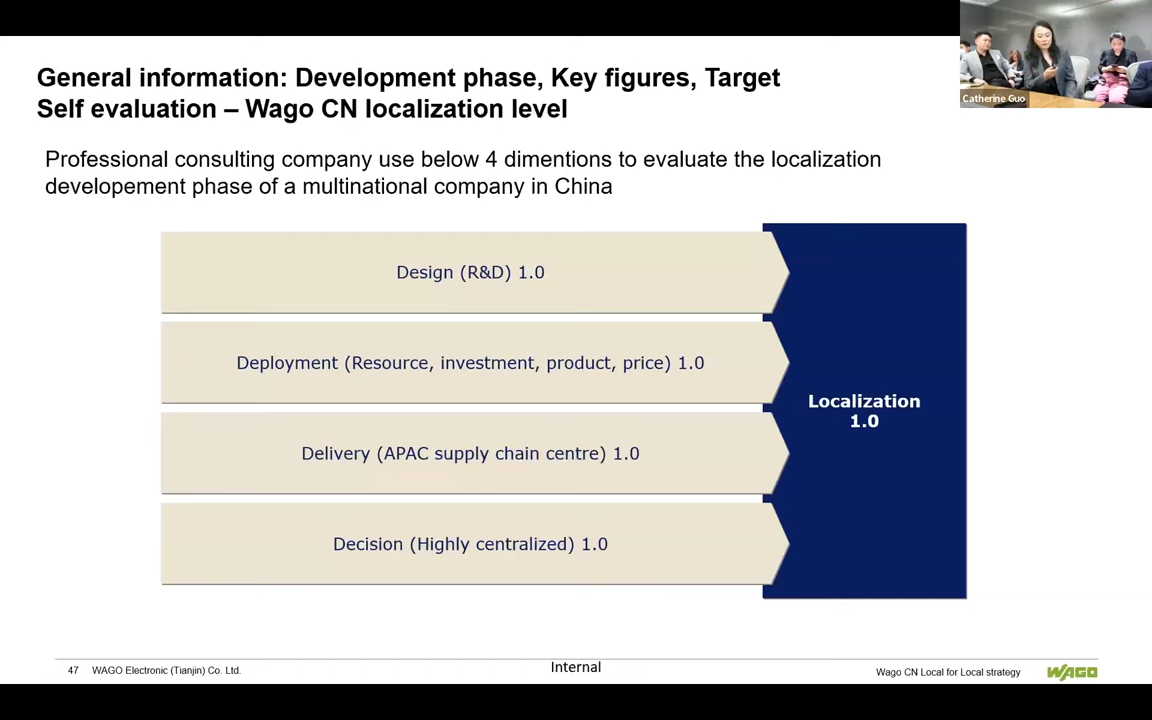 General information: Development phase, Key figures, Target
Self evaluation – Wago CN localization level
Catherine Guo
Professional consulting company use below 4 dimentions to evaluate the localization
developement phase of a multinational company in China
Design (R&D) 1.0
Deployment (Resource, investment, product, price) 1.0
Delivery (APAC supply chain centre) 1.0
Decision (Highly centralized) 1.0
Localization
1.0
47 WAGO Electronic (Tianjin) Co. Ltd.
Internal
Wago CN Local for Local strategy
WAGO